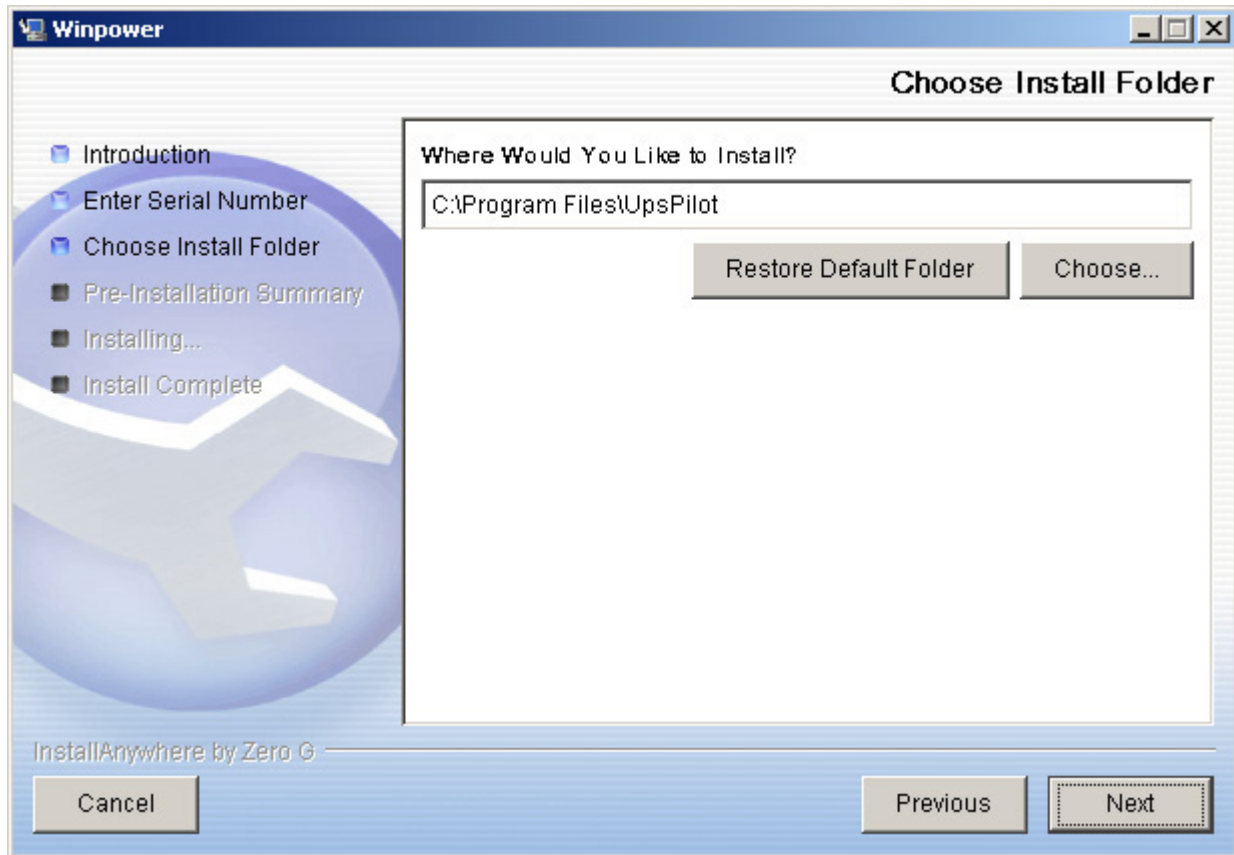 Winpower
Choose Install Folder
Introduction
Enter Serial Number
Choose Install Folder
Pre-Installation Summary
Installing...
Install Complete
Where Would You Like to Install?
C:\Program Files\UpsPilot
Restore Default Folder
Choose...
InstallAnywhere by Zero G
Cancel
Previous
Next